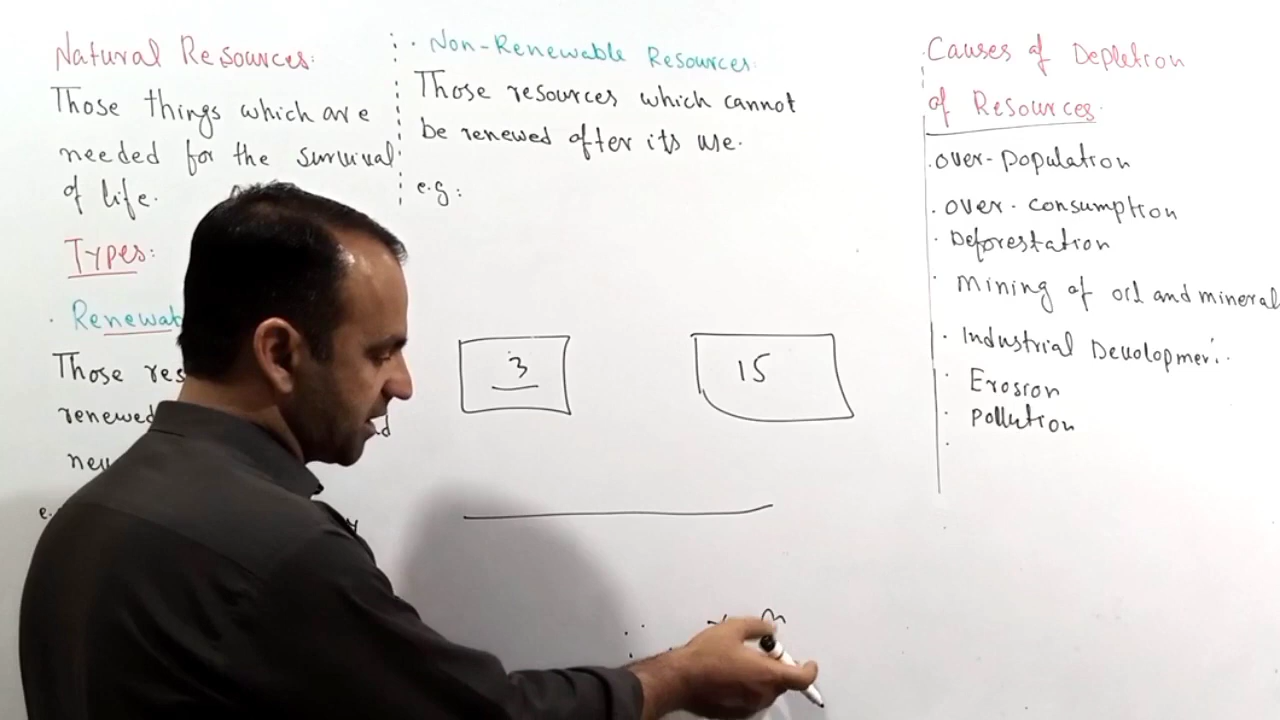 Natural Resources:
Those things which are
needed for the survival
of life.
Types:
· Renewab
Those res
renewed
new
e.
· Non-Renewable Resources:
Those resources which cannot
be renewed after its use.
e.g:
3
15
Causes of Depletion
of Resources.
· over-population
· over-consumption
· Deforestation
· Mining of oil and mineral
· Industrial Development.
· Erosion
· Pollution